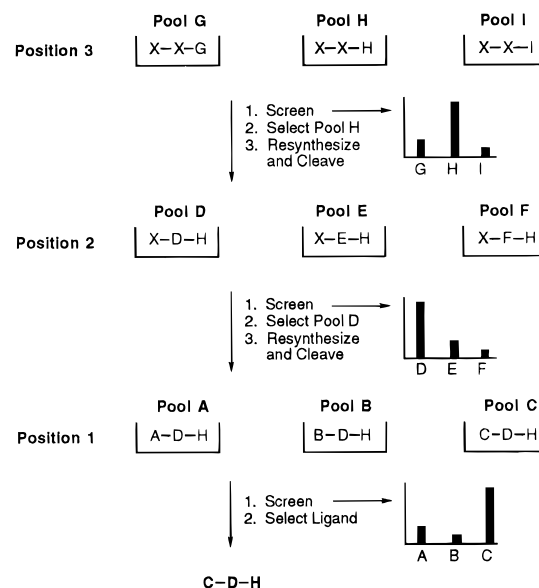 Pool G Pool H Pool I
Position 3 X–X–G X–X–H X–X–I
1. Screen
2. Select Pool H
3. Resynthesize
and Cleave
G H I
Pool D Pool E Pool F
Position 2 X–D–H X–E–H X–F–H
1. Screen
2. Select Pool D
3. Resynthesize
and Cleave
D E F
Pool A Pool B Pool C
Position 1 A–D–H B–D–H C–D–H
1. Screen
2. Select Ligand
A B C
C–D–H